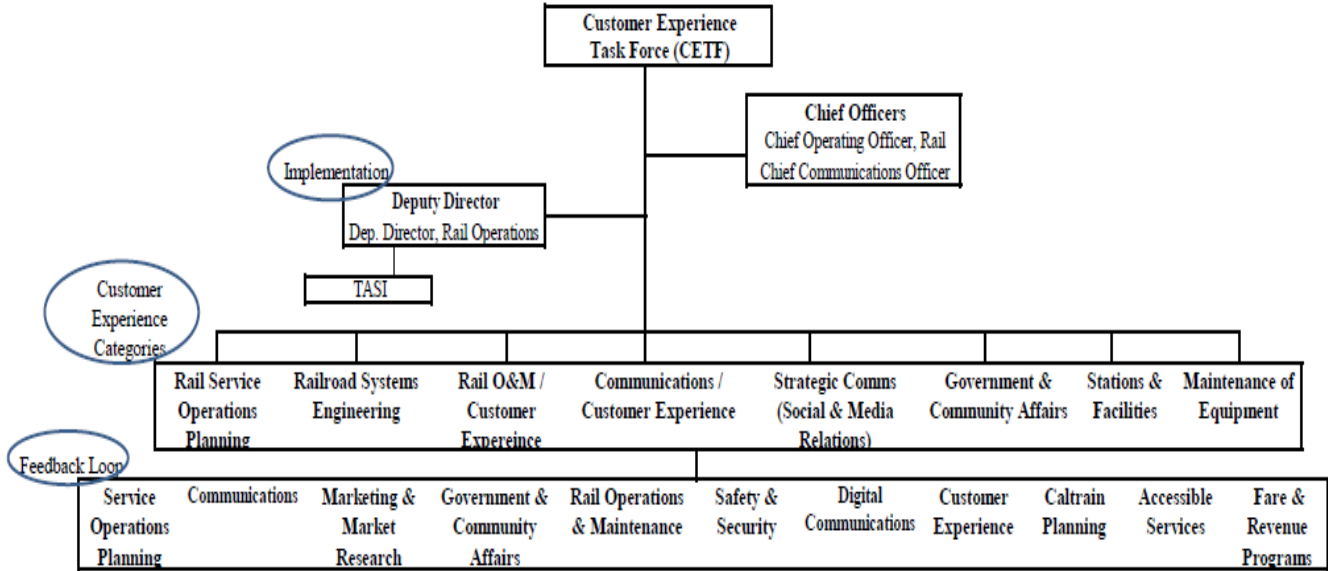 Customer Experience
Task Force (CETF)
Chief Officers
Chief Operating Officer, Rail
Chief Communications Officer
Implementation
Deputy Director
Dep. Director, Rail Operations
TASI
Customer
Experience
Categories
Rail Service
Operations
Planning
Railroad Systems
Engineering
Rail O&M /
Customer
Expereince
Communications /
Customer Experience
Strategic Comms
(Social & Media
Relations)
Government &
Community Affairs
Stations &
Facilities
Maintenance of
Equipment
Feedback Loop
Service
Operations
Planning
Communications
Marketing &
Market
Research
Government &
Community
Affairs
Rail Operations
& Maintenance
Safety &
Security
Digital
Communications
Customer
Experience
Caltrain
Planning
Accessible
Services
Fare &
Revenue
Programs